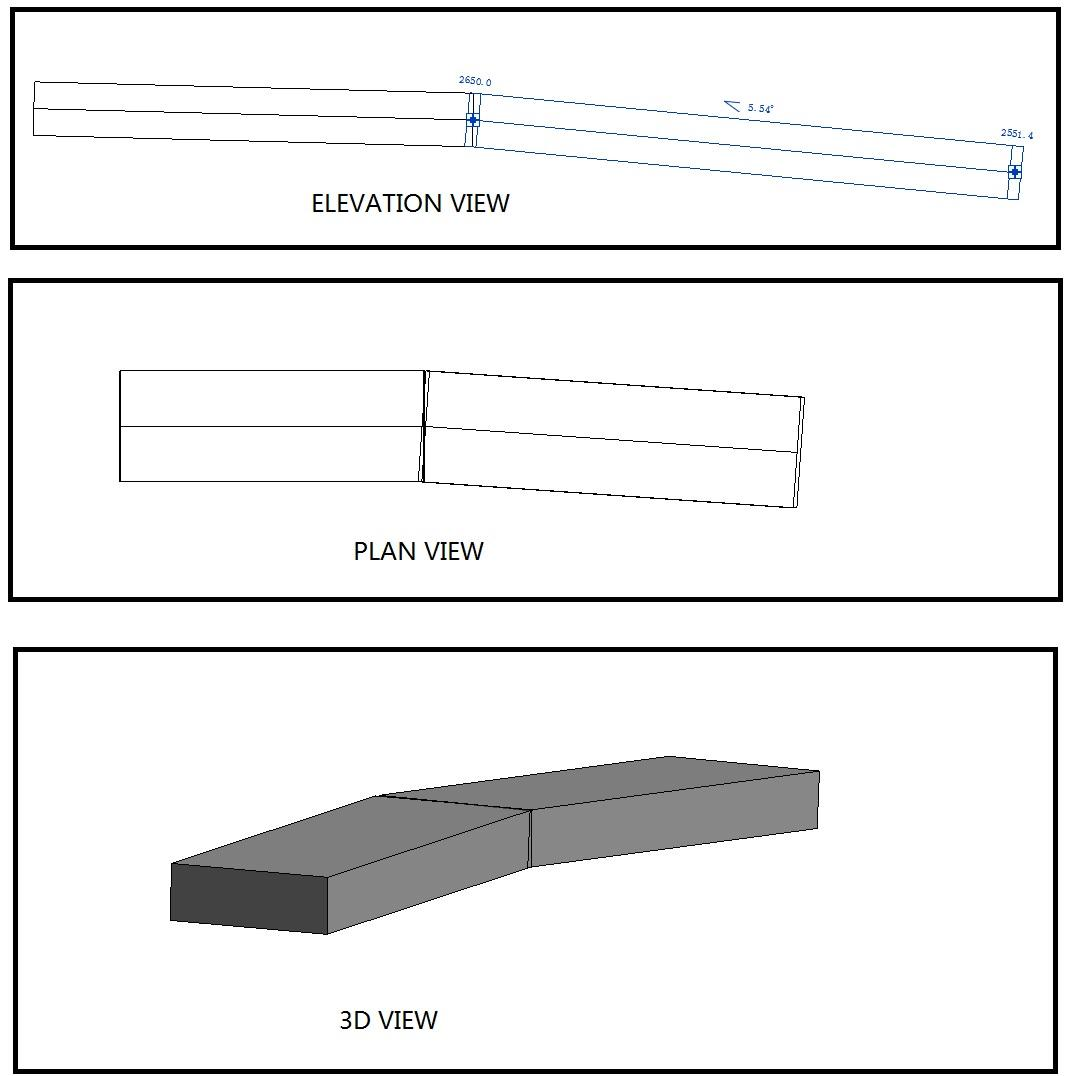 2650.0
5.54°
2551.4
ELEVATION VIEW
PLAN VIEW
3D VIEW